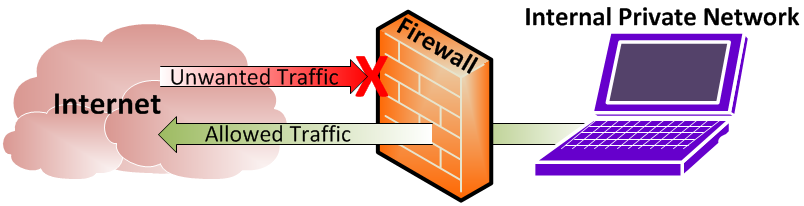 Internal Private Network
Firewall
Unwanted Traffic
X
Internet
Allowed Traffic